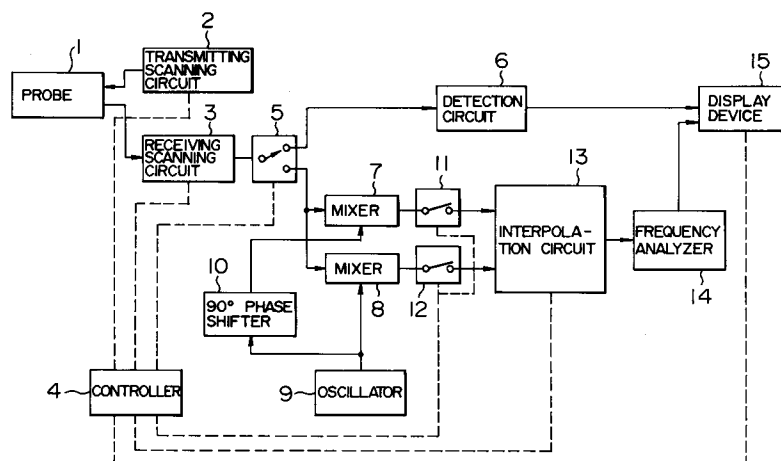 1
PROBE
2
TRANSMITTING
SCANNING
CIRCUIT
3
RECEIVING
SCANNING
CIRCUIT
5
6
DETECTION
CIRCUIT
15
DISPLAY
DEVICE
7
MIXER
11
13
INTERPOLA-
TION CIRCUIT
FREQUENCY
ANALYZER
14
MIXER
8
12
10
90° PHASE
SHIFTER
4
CONTROLLER
9
OSCILLATOR